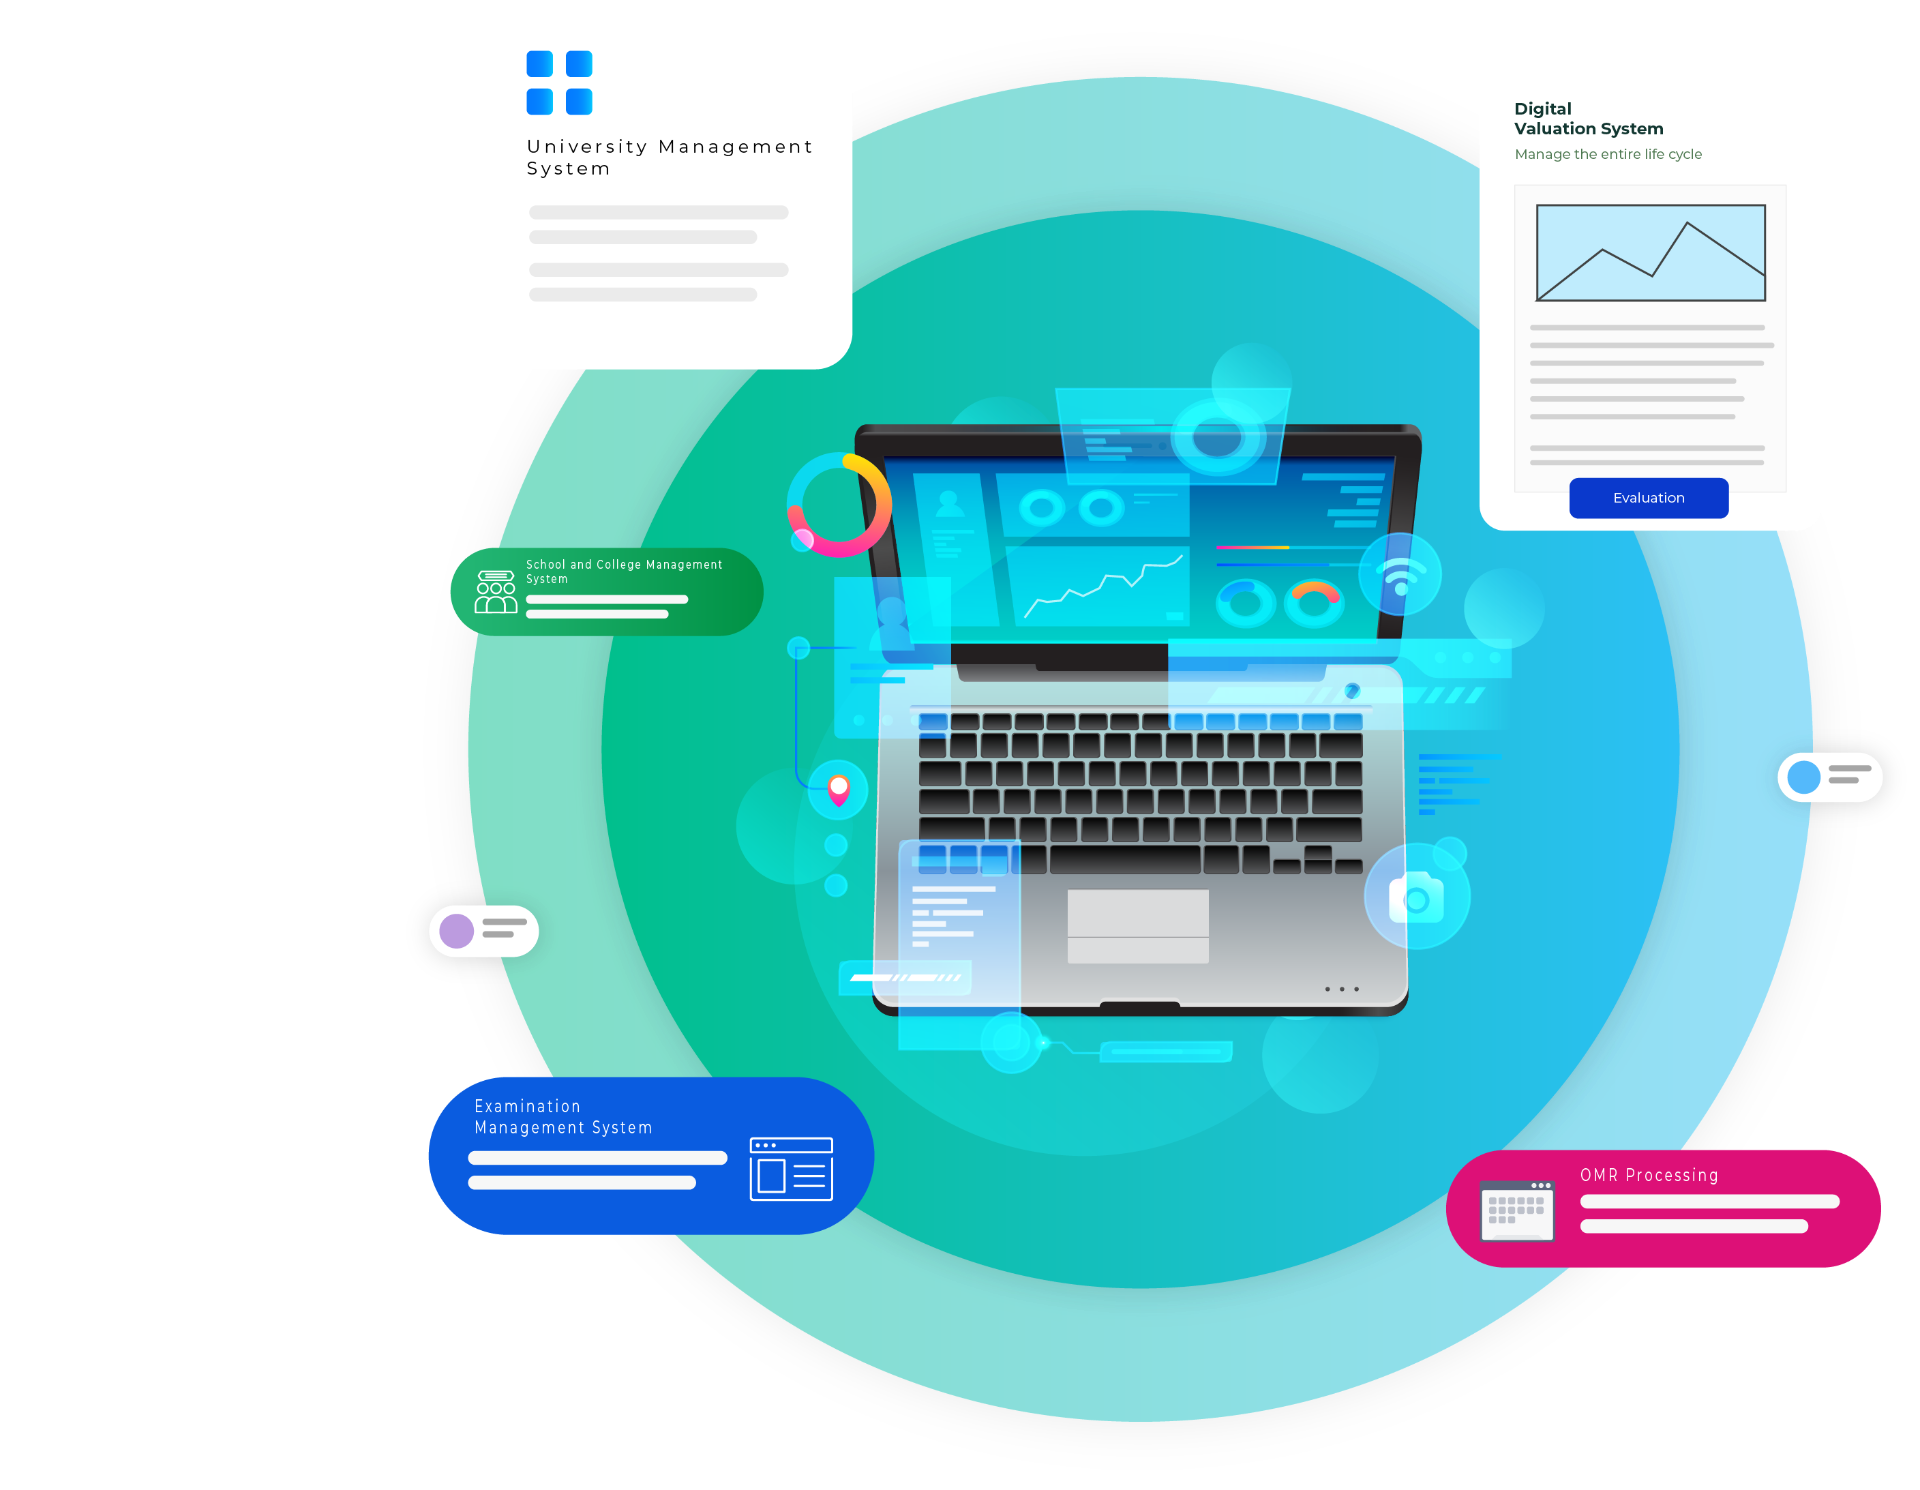 University Management
System
Digital
Valuation System
Manage the entire life cycle
Evaluation
School and College Management
System
Examination
Management System
OMR Processing